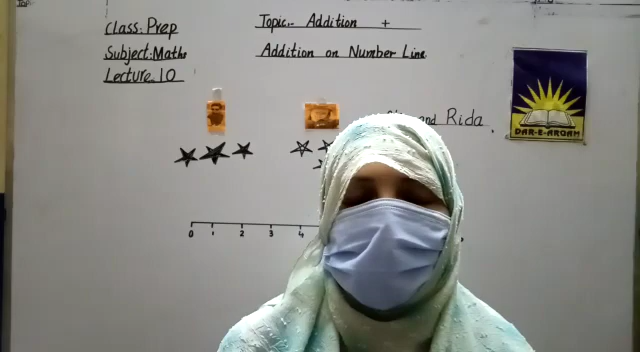 Class: Prep
Subject: Maths
Lecture 10
Topic:- Addition +
Addition on Number Line
and Rida
DAR-E-ARQAM
0 1 2 3 4